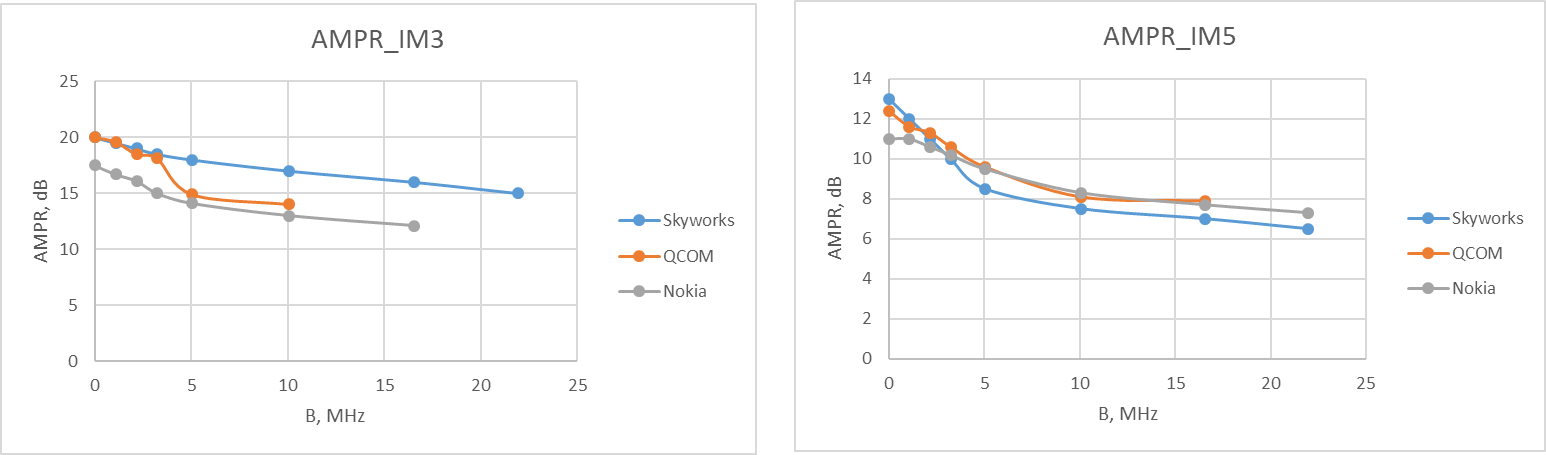 AMPR_IM3
25
20
15
10
5
0
AMPR, dB
0 5 10 15 20 25
B, MHz
Skyworks
QCOM
Nokia
AMPR_IM5
14
12
10
8
6
4
2
0
AMPR, dB
0 5 10 15 20 25
B, MHz
Skyworks
QCOM
Nokia